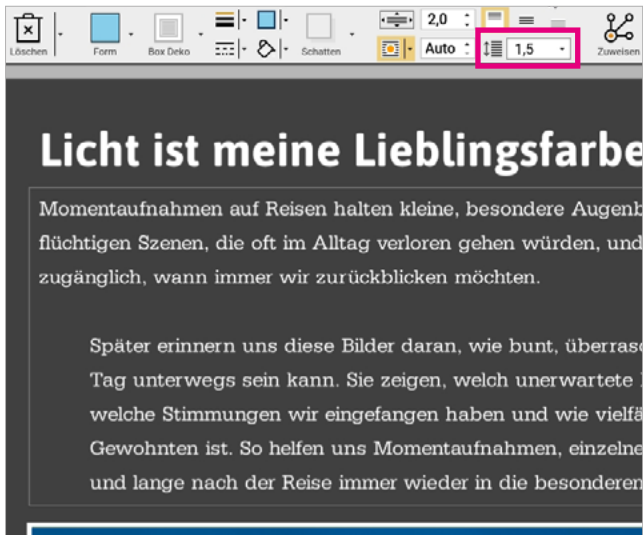 Löschen Form Box Deko Schatten 2,0 Auto 1,5 Zuweisen
Licht ist meine Lieblingsfarbe
Momentaufnahmen auf Reisen halten kleine, besondere
flüchtigen Szenen, die oft im Alltag verloren gehen würden, und
zugänglich, wann immer wir zurückblicken möchten.
Später erinnern uns diese Bilder daran, wie bunt,
Tag unterwegs sein kann. Sie zeigen, welch unerwartete
welche Stimmungen wir eingefangen haben und wie
Gewohnten ist. So helfen uns Momentaufnahmen, einzelne
und lange nach der Reise immer wieder in die besonderen